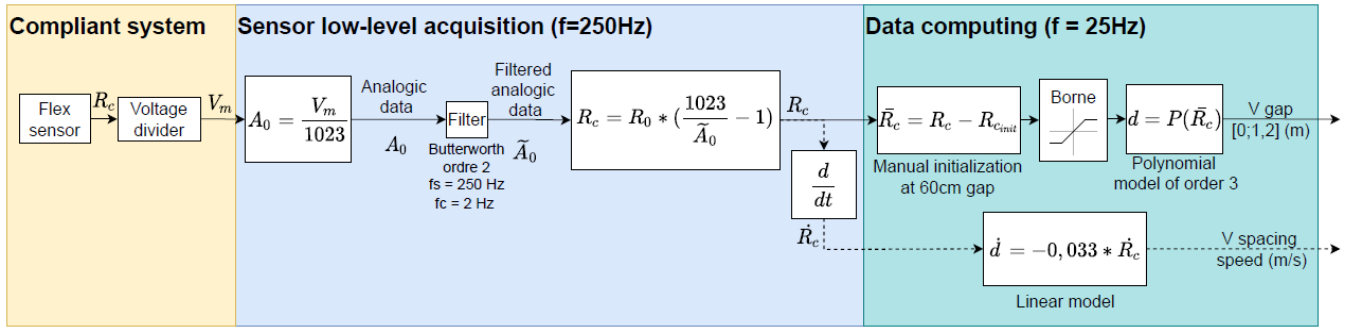 Compliant system
Sensor low-level acquisition (f=250Hz)
Data computing (f = 25Hz)
Flex
sensor
R_c
Voltage
divider
V_m
A_0 = V_m / 1023
Analogic
data
A_0
Filter
Butterworth
ordre 2
fs = 250 Hz
fc = 2 Hz
Filtered
analogic
data
Ã_0
R_c = R_0 * (1023 / Ã_0 − 1)
R_c
d / dt
Ṙ_c
R̄_c = R_c − R_{c_{init}}
Manual initialization
at 60cm gap
Borne
d = P(R̄_c)
Polynomial
model of order 3
V gap
[0;1,2] (m)
ḋ = −0,033 * Ṙ_c
Linear model
V spacing
speed (m/s)